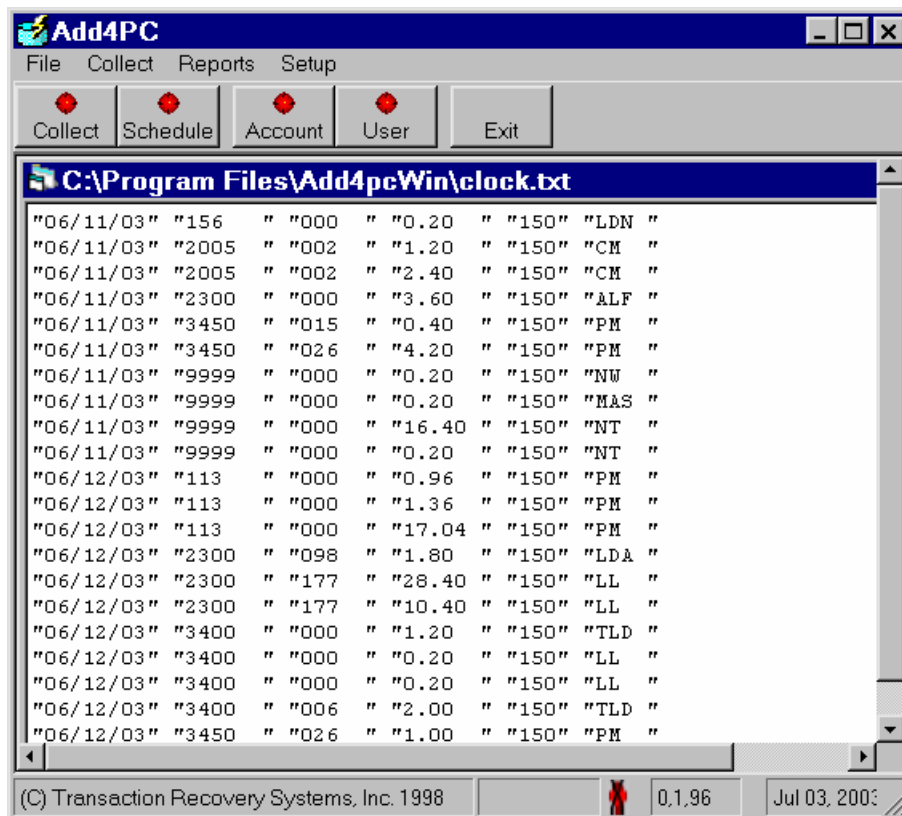 Add4PC
File Collect Reports Setup
Collect Schedule Account User Exit
C:\Program Files\Add4pcWin\clock.txt
"06/11/03" "156   " "000   " "0.20   " "150" "LDN "
"06/11/03" "2005   " "002   " "1.20   " "150" "CM  "
"06/11/03" "2005   " "002   " "2.40   " "150" "CM  "
"06/11/03" "2300   " "000   " "3.60   " "150" "ALF "
"06/11/03" "3450   " "015   " "0.40   " "150" "PM  "
"06/11/03" "3450   " "026   " "4.20   " "150" "PM  "
"06/11/03" "9999   " "000   " "0.20   " "150" "NW  "
"06/11/03" "9999   " "000   " "0.20   " "150" "MAS "
"06/11/03" "9999   " "000   " "16.40 " "150" "NT  "
"06/11/03" "9999   " "000   " "0.20   " "150" "NT  "
"06/12/03" "113   " "000   " "0.96   " "150" "PM  "
"06/12/03" "113   " "000   " "1.36   " "150" "PM  "
"06/12/03" "113   " "000   " "17.04 " "150" "PM  "
"06/12/03" "2300   " "098   " "1.80   " "150" "LDA "
"06/12/03" "2300   " "177   " "28.40 " "150" "LL  "
"06/12/03" "2300   " "177   " "10.40 " "150" "LL  "
"06/12/03" "3400   " "000   " "1.20   " "150" "TLD "
"06/12/03" "3400   " "000   " "0.20   " "150" "LL  "
"06/12/03" "3400   " "000   " "0.20   " "150" "LL  "
"06/12/03" "3400   " "006   " "2.00   " "150" "TLD "
"06/12/03" "3450   " "026   " "1.00   " "150" "PM  "
(C) Transaction Recovery Systems, Inc. 1998 0,1,96 Jul 03, 2003